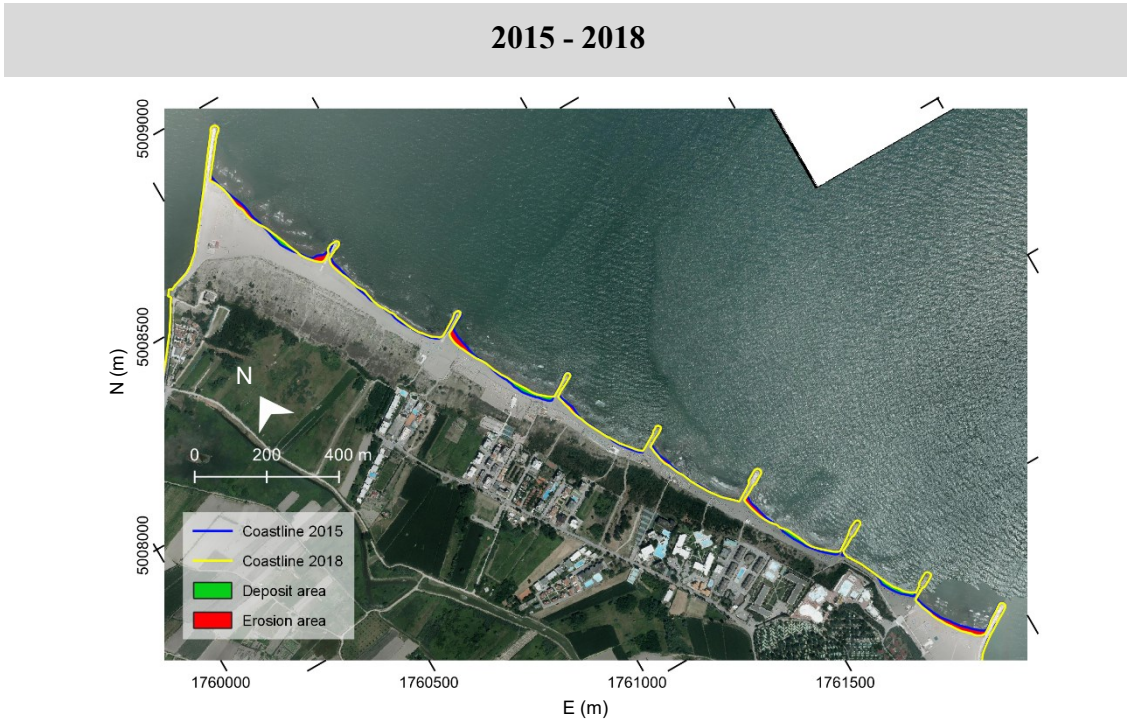 2015 - 2018
5009000
5008500
5008000
N (m)
N
0 200 400 m
Coastline 2015
Coastline 2018
Deposit area
Erosion area
1760000 1760500 1761000 1761500
E (m)